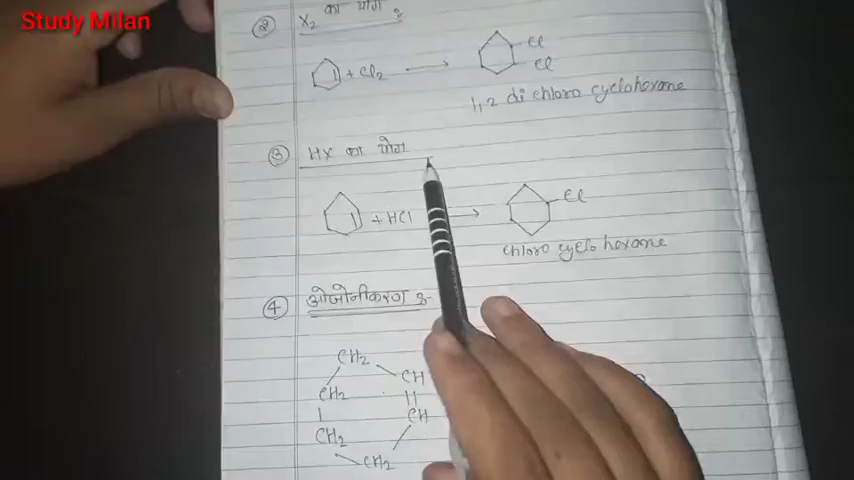 Study Milan
② X₂ का योग :-
+ Cl₂ → Cl
Cl
1,2 di chloro cyclohexane
③ HX का योग
+ HCl → Cl
chloro cyclo hexane
④ ओजोनीकरण :-
CH₂
CH₂ CH
CH₂ CH
CH₂